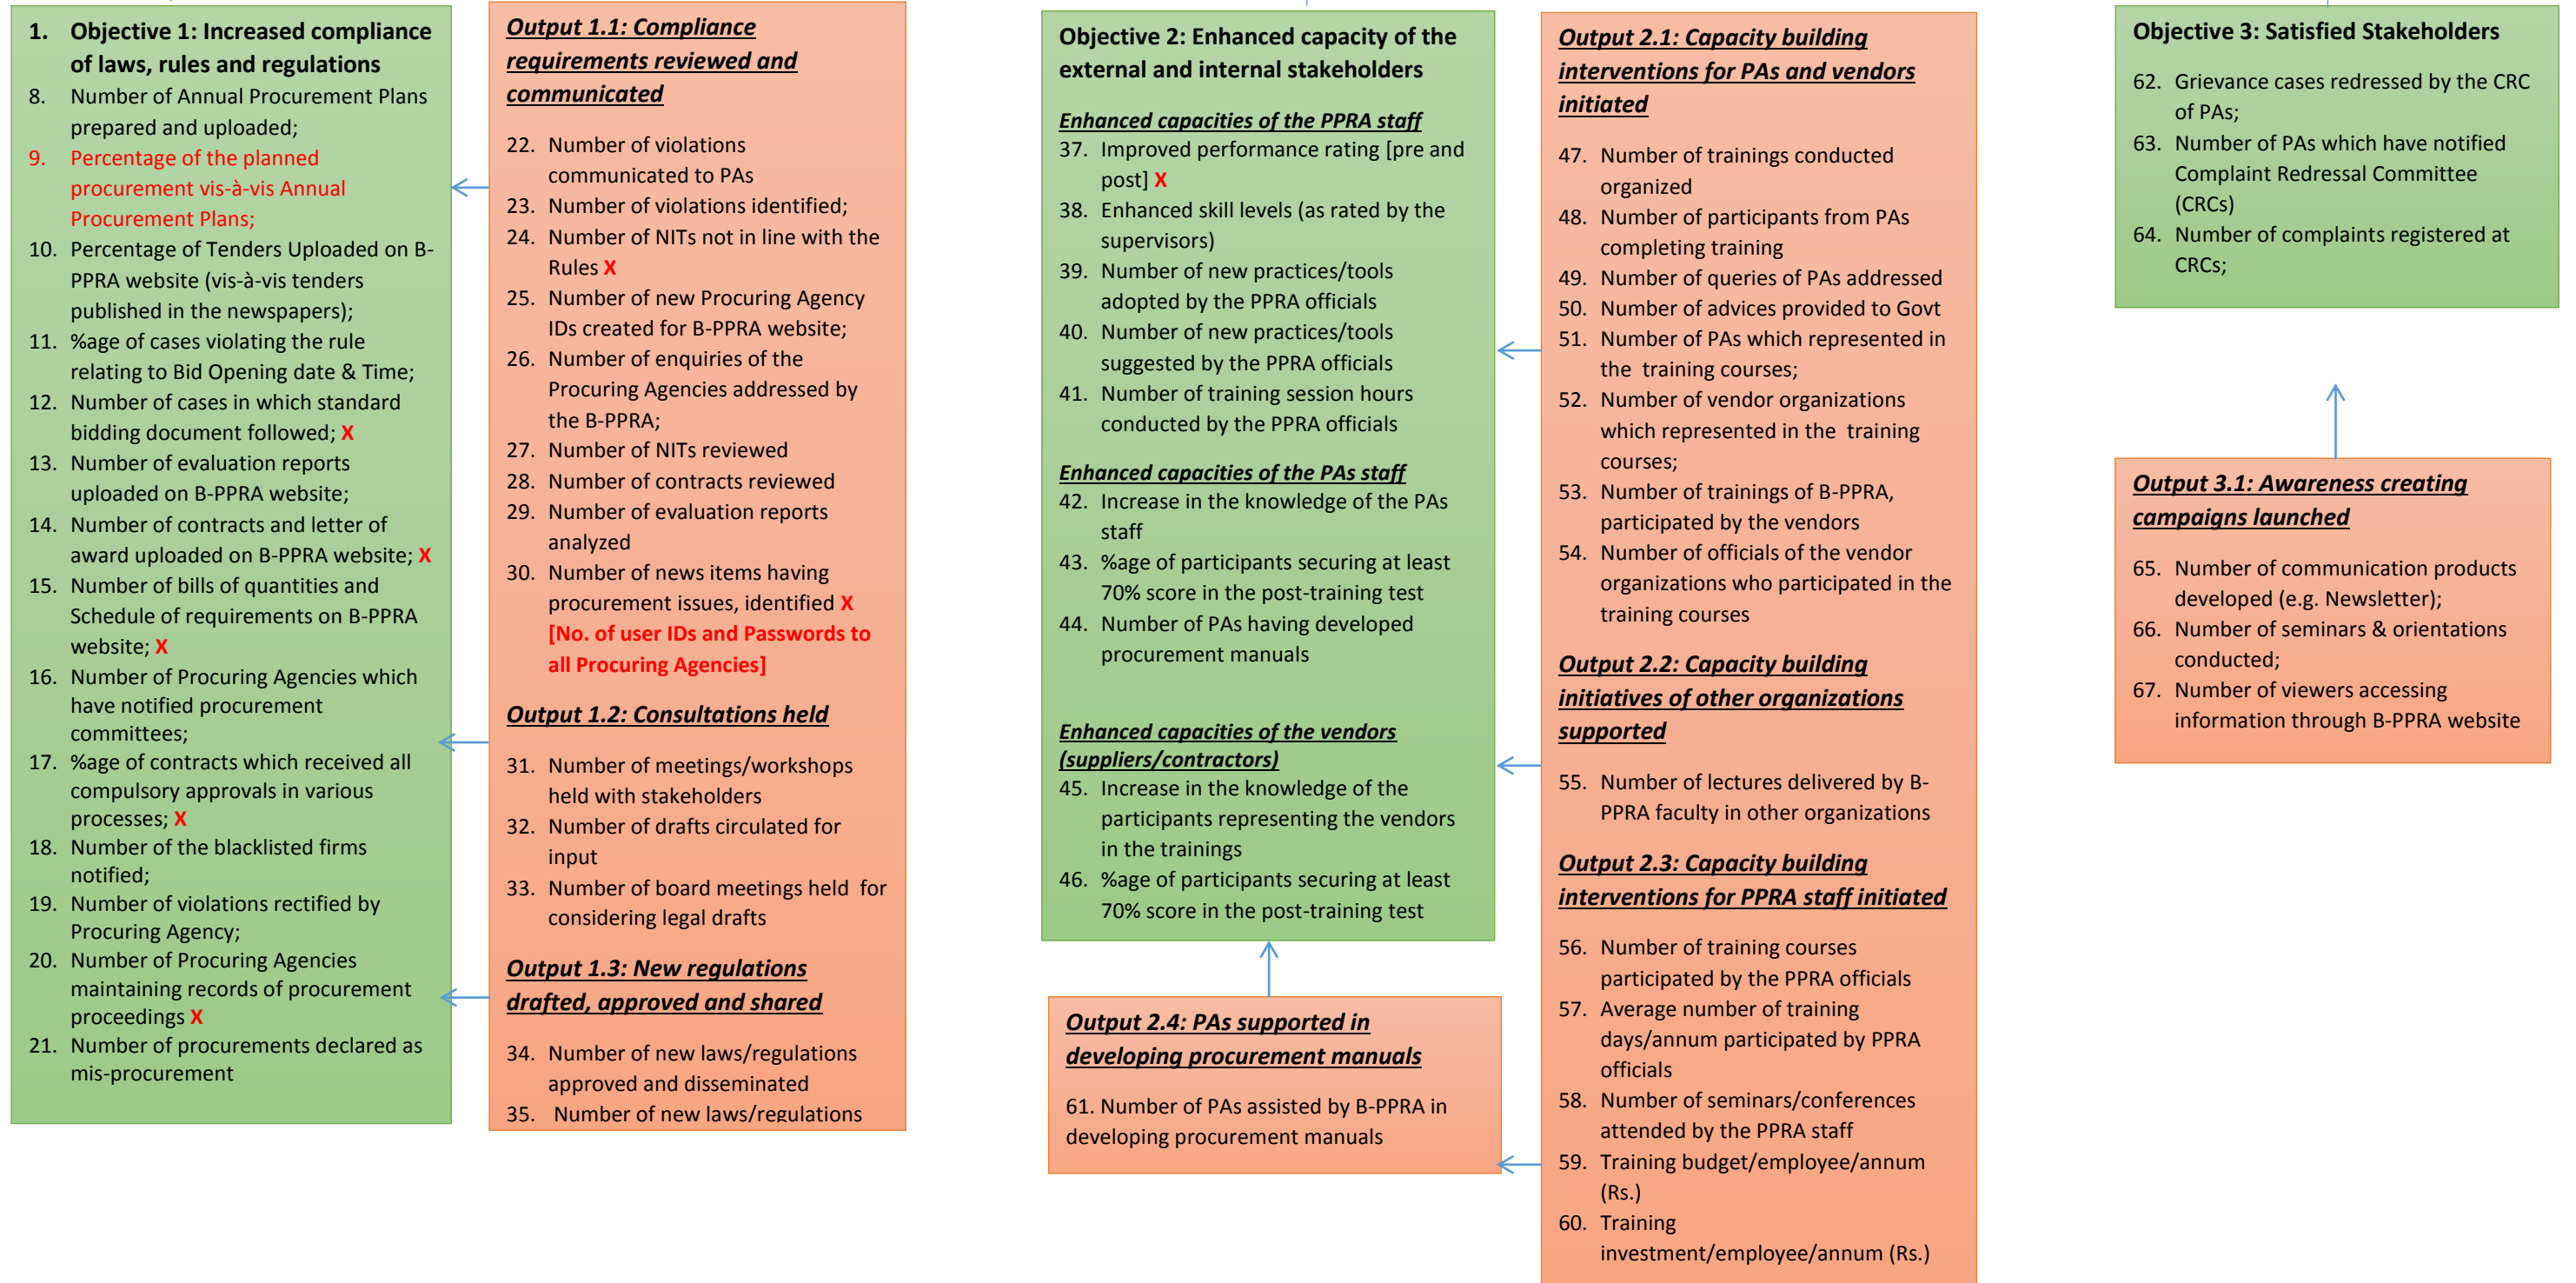 1. Objective 1: Increased compliance
of laws, rules and regulations
8. Number of Annual Procurement Plans
prepared and uploaded;
9. Percentage of the planned
procurement vis-à-vis Annual
Procurement Plans;
10. Percentage of Tenders Uploaded on B-
PPRA website (vis-à-vis tenders
published in the newspapers);
11. %age of cases violating the rule
relating to Bid Opening date & Time;
12. Number of cases in which standard
bidding document followed; X
13. Number of evaluation reports
uploaded on B-PPRA website;
14. Number of contracts and letter of
award uploaded on B-PPRA website; X
15. Number of bills of quantities and
Schedule of requirements on B-PPRA
website; X
16. Number of Procuring Agencies which
have notified procurement
committees;
17. %age of contracts which received all
compulsory approvals in various
processes; X
18. Number of the blacklisted firms
notified;
19. Number of violations rectified by
Procuring Agency;
20. Number of Procuring Agencies
maintaining records of procurement
proceedings X
21. Number of procurements declared as
mis-procurement
Output 1.1: Compliance
requirements reviewed and
communicated
22. Number of violations
communicated to PAs
23. Number of violations identified;
24. Number of NITs not in line with the
Rules X
25. Number of new Procuring Agency
IDs created for B-PPRA website;
26. Number of enquiries of the
Procuring Agencies addressed by
the B-PPRA;
27. Number of NITs reviewed
28. Number of contracts reviewed
29. Number of evaluation reports
analyzed
30. Number of news items having
procurement issues, identified X
[No. of user IDs and Passwords to
all Procuring Agencies]
Output 1.2: Consultations held
31. Number of meetings/workshops
held with stakeholders
32. Number of drafts circulated for
input
33. Number of board meetings held for
considering legal drafts
Output 1.3: New regulations
drafted, approved and shared
34. Number of new laws/regulations
approved and disseminated
35. Number of new laws/regulations
Objective 2: Enhanced capacity of the
external and internal stakeholders
Enhanced capacities of the PPRA staff
37. Improved performance rating [pre and
post] X
38. Enhanced skill levels (as rated by the
supervisors)
39. Number of new practices/tools
adopted by the PPRA officials
40. Number of new practices/tools
suggested by the PPRA officials
41. Number of training session hours
conducted by the PPRA officials
Enhanced capacities of the PAs staff
42. Increase in the knowledge of the PAs
staff
43. %age of participants securing at least
70% score in the post-training test
44. Number of PAs having developed
procurement manuals
Enhanced capacities of the vendors
(suppliers/contractors)
45. Increase in the knowledge of the
participants representing the vendors
in the trainings
46. %age of participants securing at least
70% score in the post-training test
Output 2.4: PAs supported in
developing procurement manuals
61. Number of PAs assisted by B-PPRA in
developing procurement manuals
Output 2.1: Capacity building
interventions for PAs and vendors
initiated
47. Number of trainings conducted
organized
48. Number of participants from PAs
completing training
49. Number of queries of PAs addressed
50. Number of advices provided to Govt
51. Number of PAs which represented in
the training courses;
52. Number of vendor organizations
which represented in the training
courses;
53. Number of trainings of B-PPRA,
participated by the vendors
54. Number of officials of the vendor
organizations who participated in the
training courses
Output 2.2: Capacity building
initiatives of other organizations
supported
55. Number of lectures delivered by B-
PPRA faculty in other organizations
Output 2.3: Capacity building
interventions for PPRA staff initiated
56. Number of training courses
participated by the PPRA officials
57. Average number of training
days/annum participated by PPRA
officials
58. Number of seminars/conferences
attended by the PPRA staff
59. Training budget/employee/annum
(Rs.)
60. Training
investment/employee/annum (Rs.)
Objective 3: Satisfied Stakeholders
62. Grievance cases redressed by the CRC
of PAs;
63. Number of PAs which have notified
Complaint Redressal Committee
(CRCs)
64. Number of complaints registered at
CRCs;
Output 3.1: Awareness creating
campaigns launched
65. Number of communication products
developed (e.g. Newsletter);
66. Number of seminars & orientations
conducted;
67. Number of viewers accessing
information through B-PPRA website